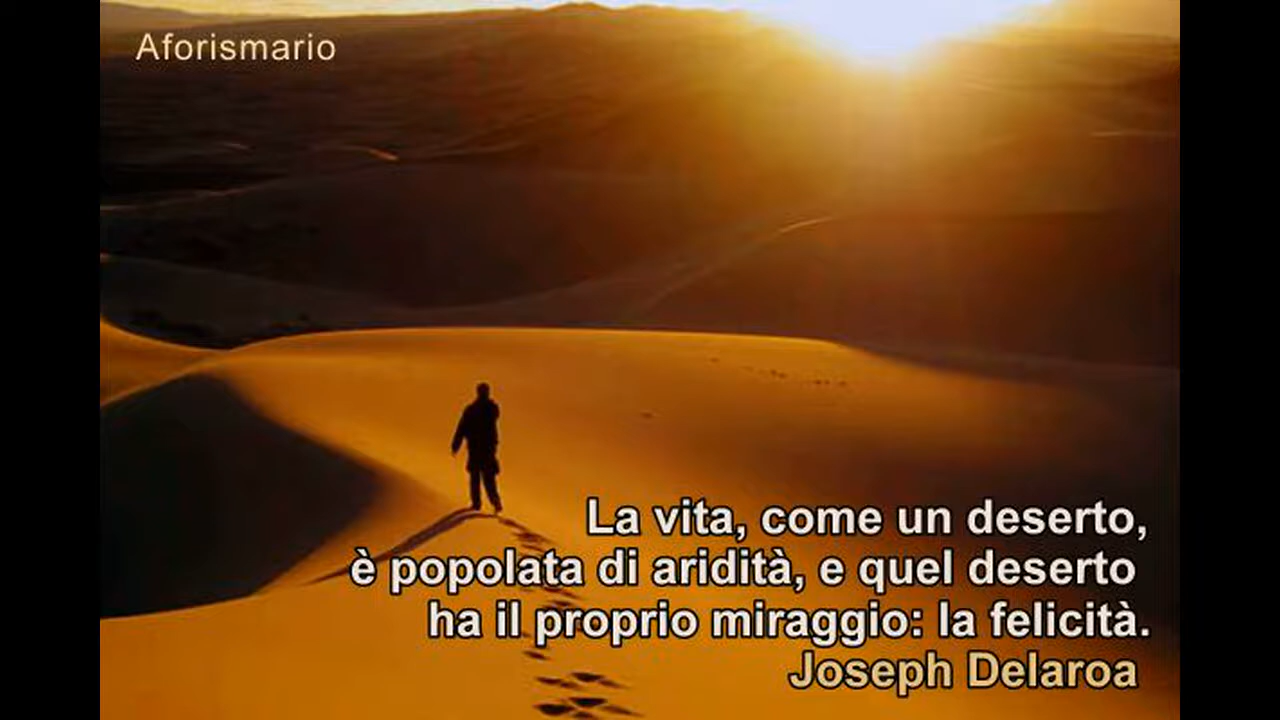 Aforismario
La vita, come un deserto,
è popolata di aridità, e quel deserto
ha il proprio miraggio: la felicità.
Joseph Delaroa